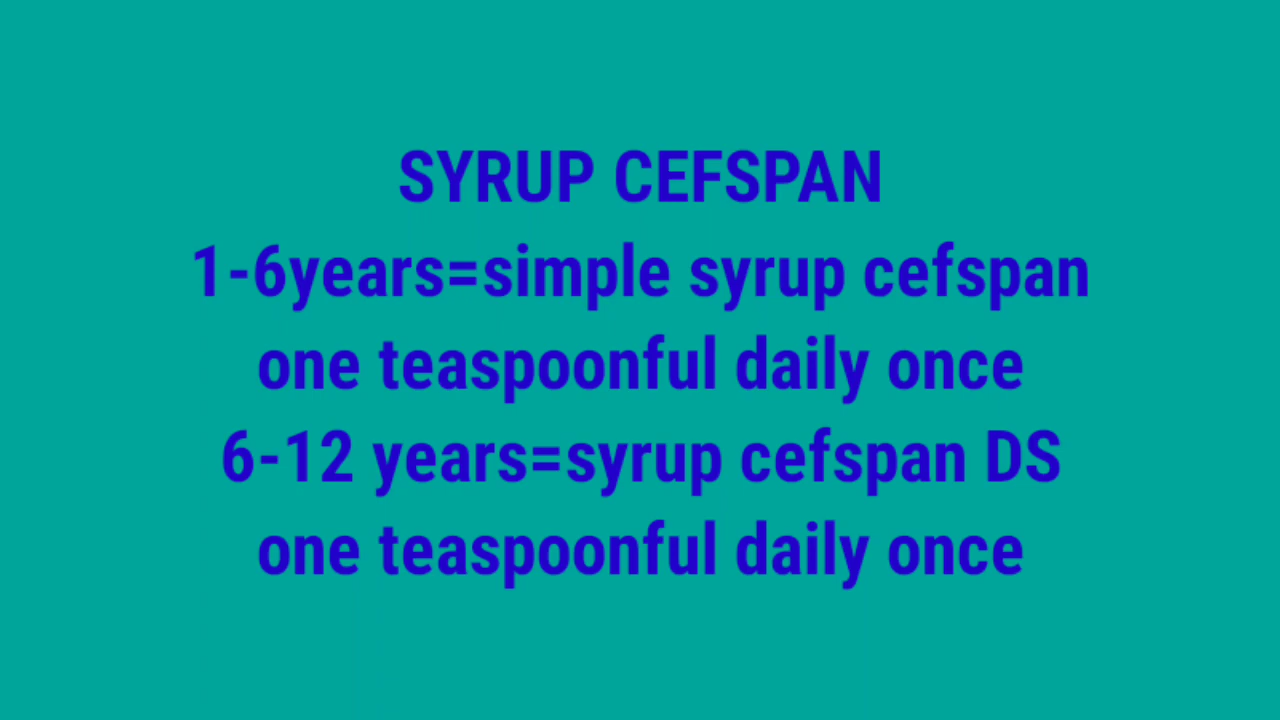 SYRUP CEFSPAN
1-6years=simple syrup cefspan
one teaspoonful daily once
6-12 years=syrup cefspan DS
one teaspoonful daily once